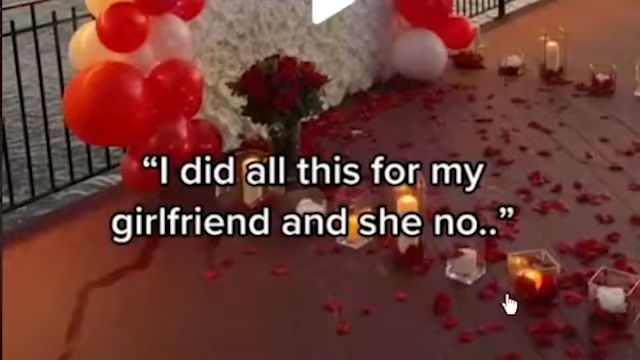 “I did all this for my
girlfriend and she no..”